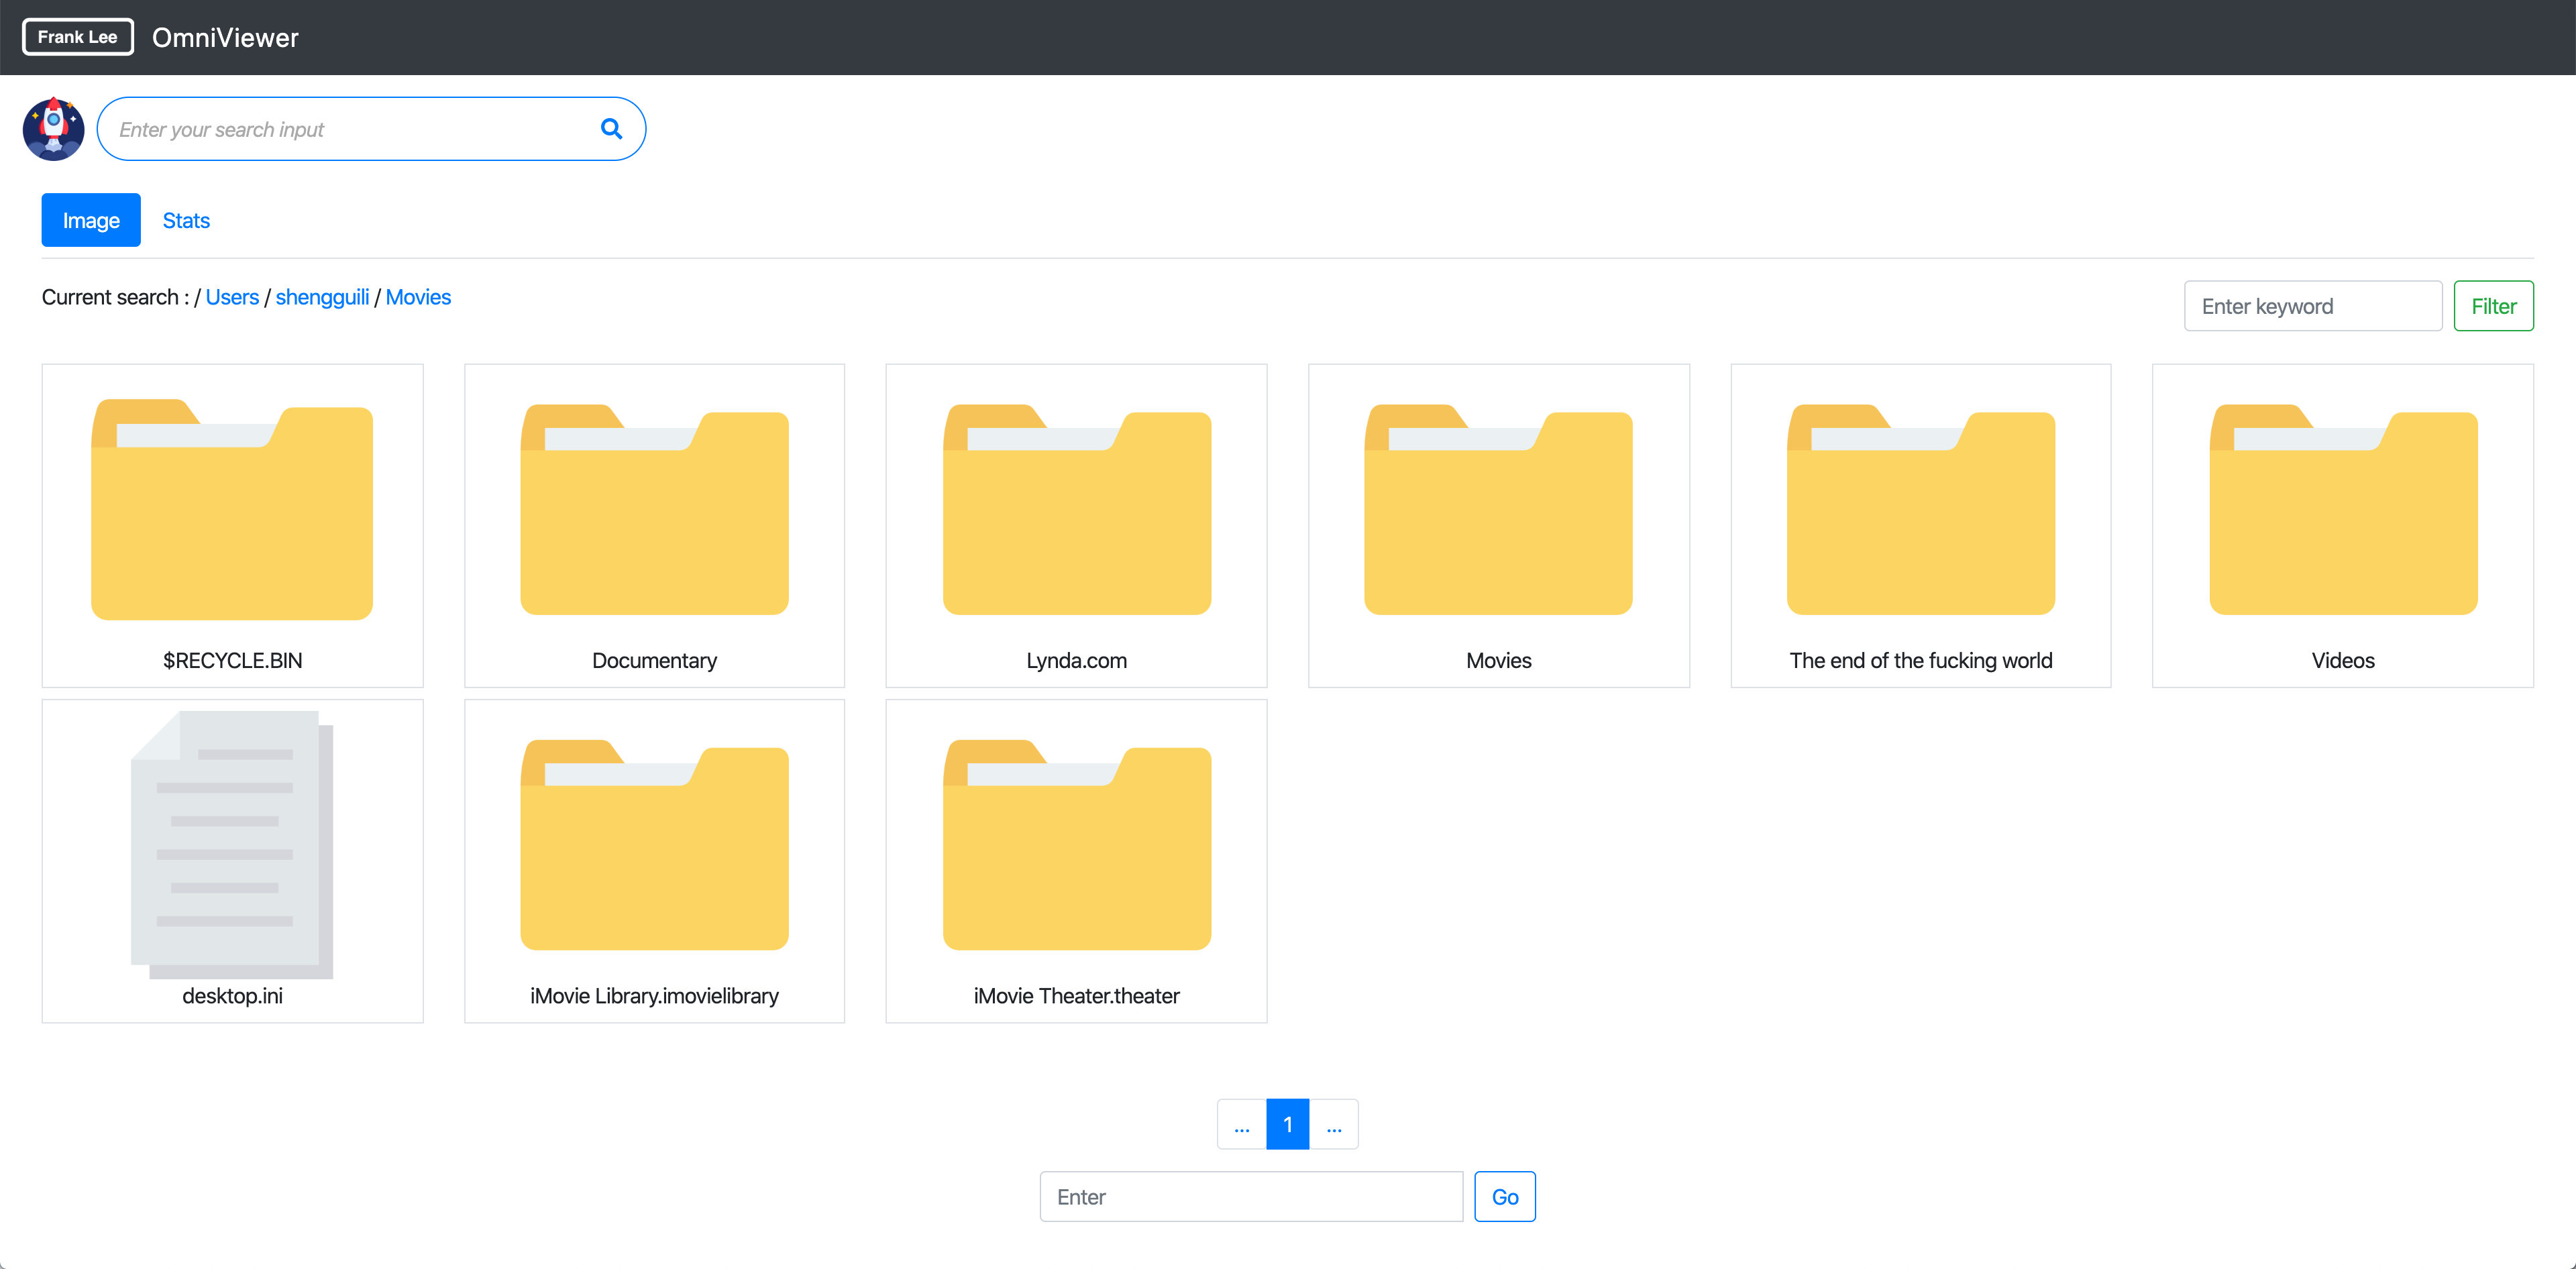 Frank Lee OmniViewer
Enter your search input
Image Stats
Current search : / Users / shengguili / Movies
Enter keyword Filter
$RECYCLE.BIN Documentary Lynda.com Movies The end of the fucking world Videos
desktop.ini iMovie Library.imovielibrary iMovie Theater.theater
... 1 ...
Enter Go